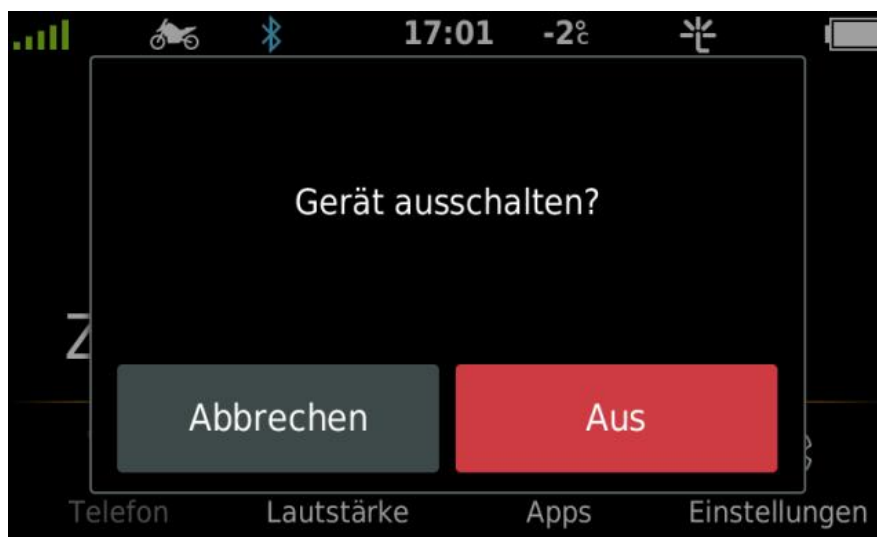 17:01 -2°C
Gerät ausschalten?
Z
Abbrechen Aus
Telefon Lautstärke Apps Einstellungen